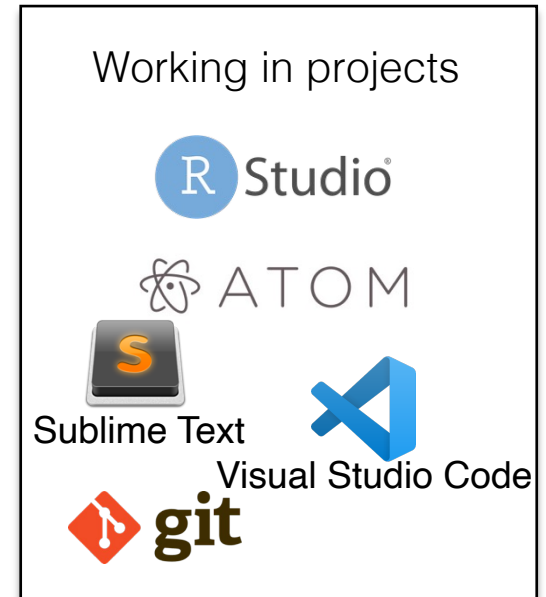 Working in projects
R Studio®
ATOM
S
Sublime Text
Visual Studio Code
git